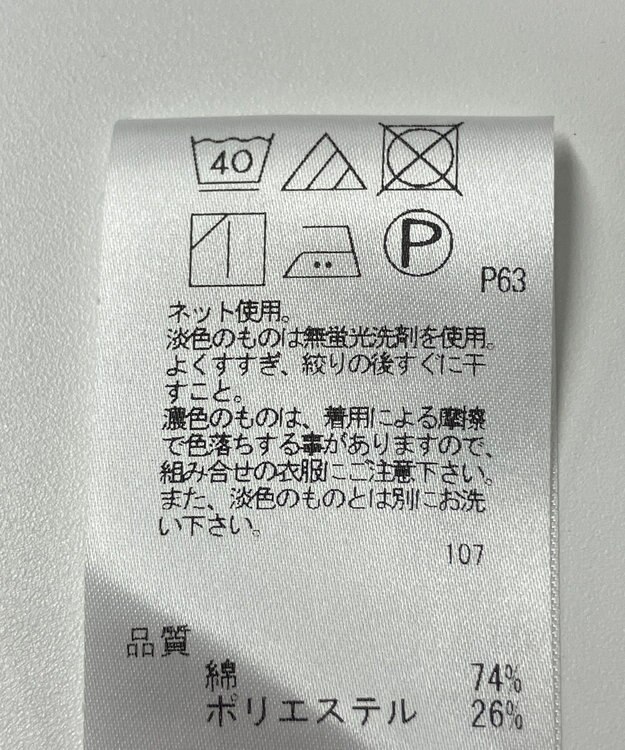 40
P
P63
ネット使用。
淡色のものは無蛍光洗剤を使用。
よくすすぎ、絞りの後すぐに干
すこと。
濃色のものは、着用による摩擦
で色落ちする事がありますので、
組み合せの衣服にご注意下さい。
また、淡色のものとは別にお洗
い下さい。
107
品質
綿 74%
ポリエステル 26%